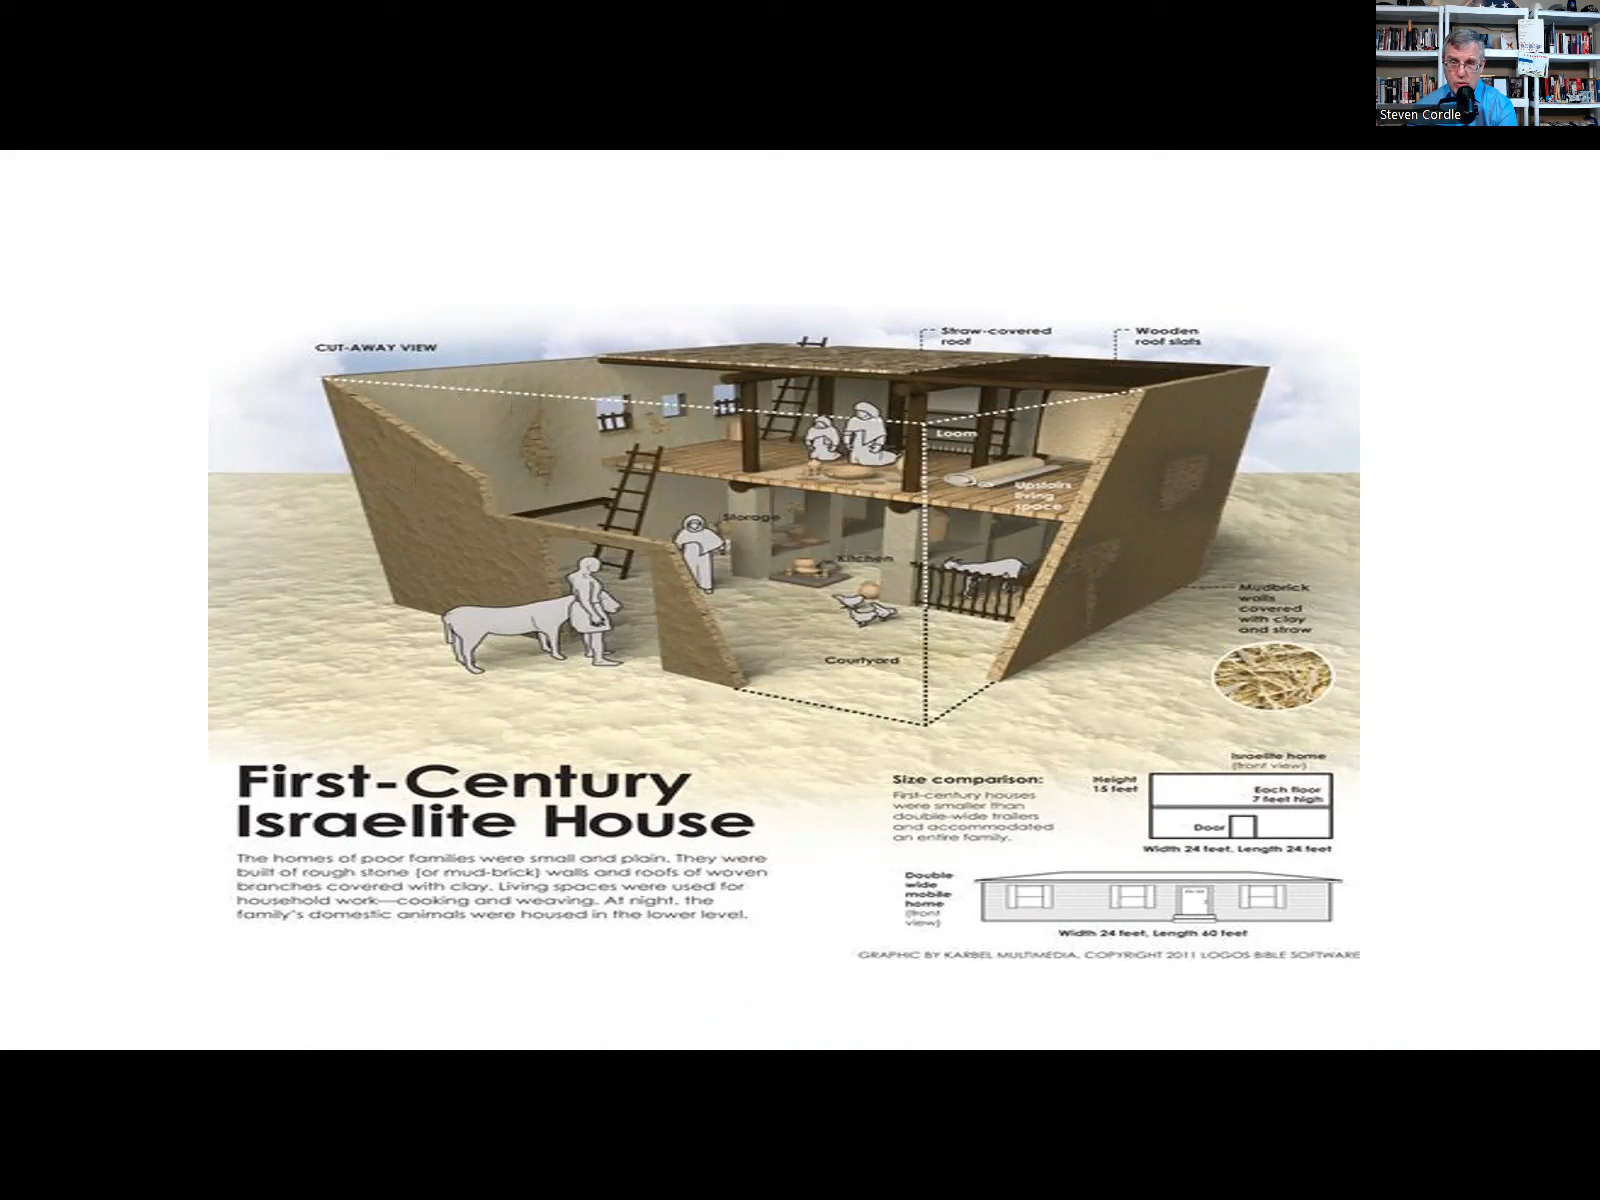 Steven Cordle
CUT-AWAY VIEW
Straw-covered
roof
Wooden
roof slats
Loom
Upstairs
living
space
Storage
Kitchen
Courtyard
Mudbrick
walls
covered
with clay
and straw
First-Century
Israelite House
The homes of poor families were small and plain. They were
built of rough stone (or mud-brick) walls and roofs of woven
branches covered with clay. Living spaces were used for
household work—cooking and weaving. At night, the
family's domestic animals were housed in the lower level.
Size comparison:
First-century houses
were smaller than
double-wide trailers
and accommodated
an entire family.
Israelite home
(front view)
Height
15 feet
Each floor
7 feet high
Door
Width 24 feet, Length 24 feet
Double
wide
mobile
home
(front
view)
Width 24 feet, Length 60 feet
GRAPHIC BY KARBEL MULTIMEDIA, COPYRIGHT 2011 LOGOS BIBLE SOFTWARE